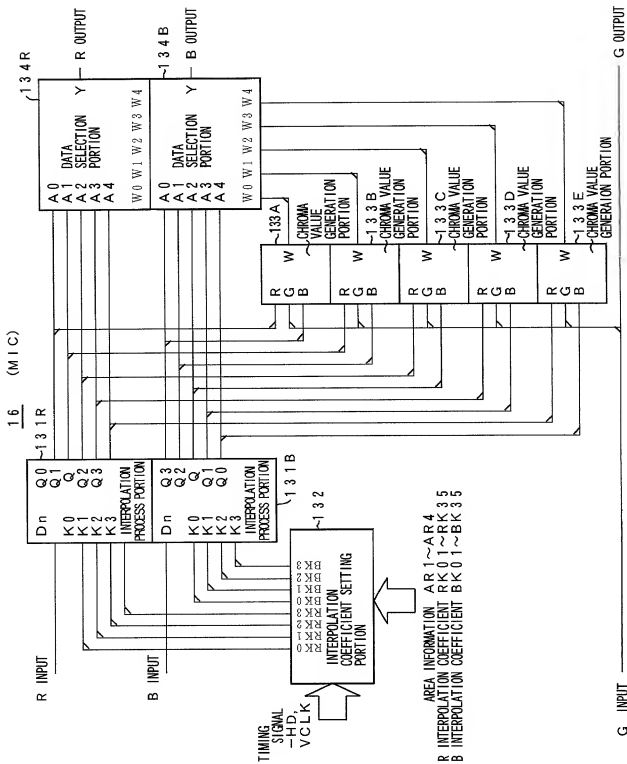 16
(MIC)
R INPUT
131R
Dn Q0
Q1
K0 Q
K1 Q2
K2 Q3
K3
INTERPOLATION
PROCESS PORTION
B INPUT
Dn Q3
Q2
K0 Q
K1 Q1
K2 Q0
K3
INTERPOLATION
PROCESS PORTION
131B
132
RK0 RK1 RK2 RK3 BK0 BK1 BK2 BK3
INTERPOLATION
COEFFICIENT SETTING
PORTION
TIMING
SIGNAL
-HD,
VCLK
AREA INFORMATION AR1~AR4
R INTERPOLATION COEFFICIENT RK01~RK35
B INTERPOLATION COEFFICIENT BK01~BK35
134R
A0
A1
A2
A3
A4
DATA
SELECTION
PORTION
Y
R OUTPUT
W0 W1 W2 W3 W4
134B
A0
A1
A2
A3
A4
DATA
SELECTION
PORTION
Y
B OUTPUT
W0 W1 W2 W3 W4
133A
R
G W
B
CHROMA
VALUE
GENERATION
PORTION
133B
R
G W
B
CHROMA VALUE
GENERATION
PORTION
133C
R
G W
B
CHROMA VALUE
GENERATION
PORTION
133D
R
G W
B
CHROMA VALUE
GENERATION
PORTION
133E
R
G W
B
CHROMA VALUE
GENERATION PORTION
G INPUT
G OUTPUT